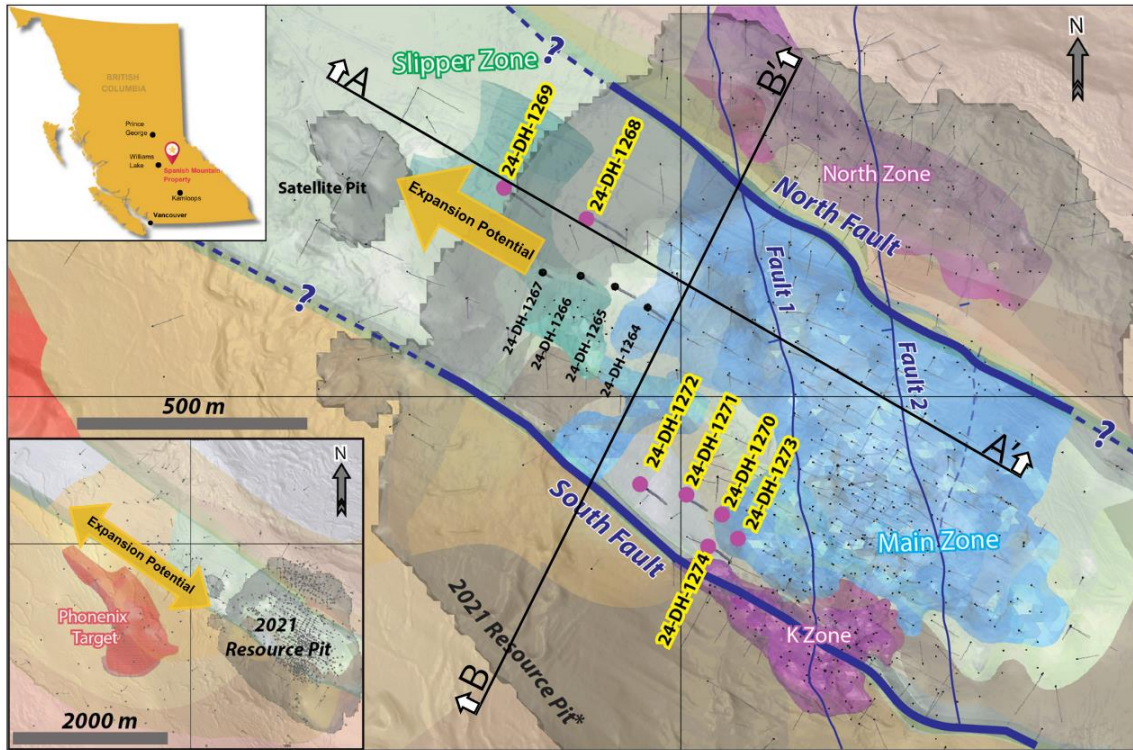 BRITISH
COLUMBIA
Prince
George
Williams
Lake
Spanish Mountain
Property
Kamloops
Vancouver
Slipper Zone
?
A
B'
N
24-DH-1269
24-DH-1268
Satellite Pit
Expansion Potential
North Zone
North Fault
Fault 1
Fault 2
24-DH-1267
24-DH-1266
24-DH-1265
24-DH-1264
?
500 m
24-DH-1272
24-DH-1271
24-DH-1270
24-DH-1273
24-DH-1274
?
A'
South Fault
Main Zone
K Zone
2021 Resource Pit*
B
N
Expansion Potential
Phonenix
Target
2021
Resource Pit
2000 m